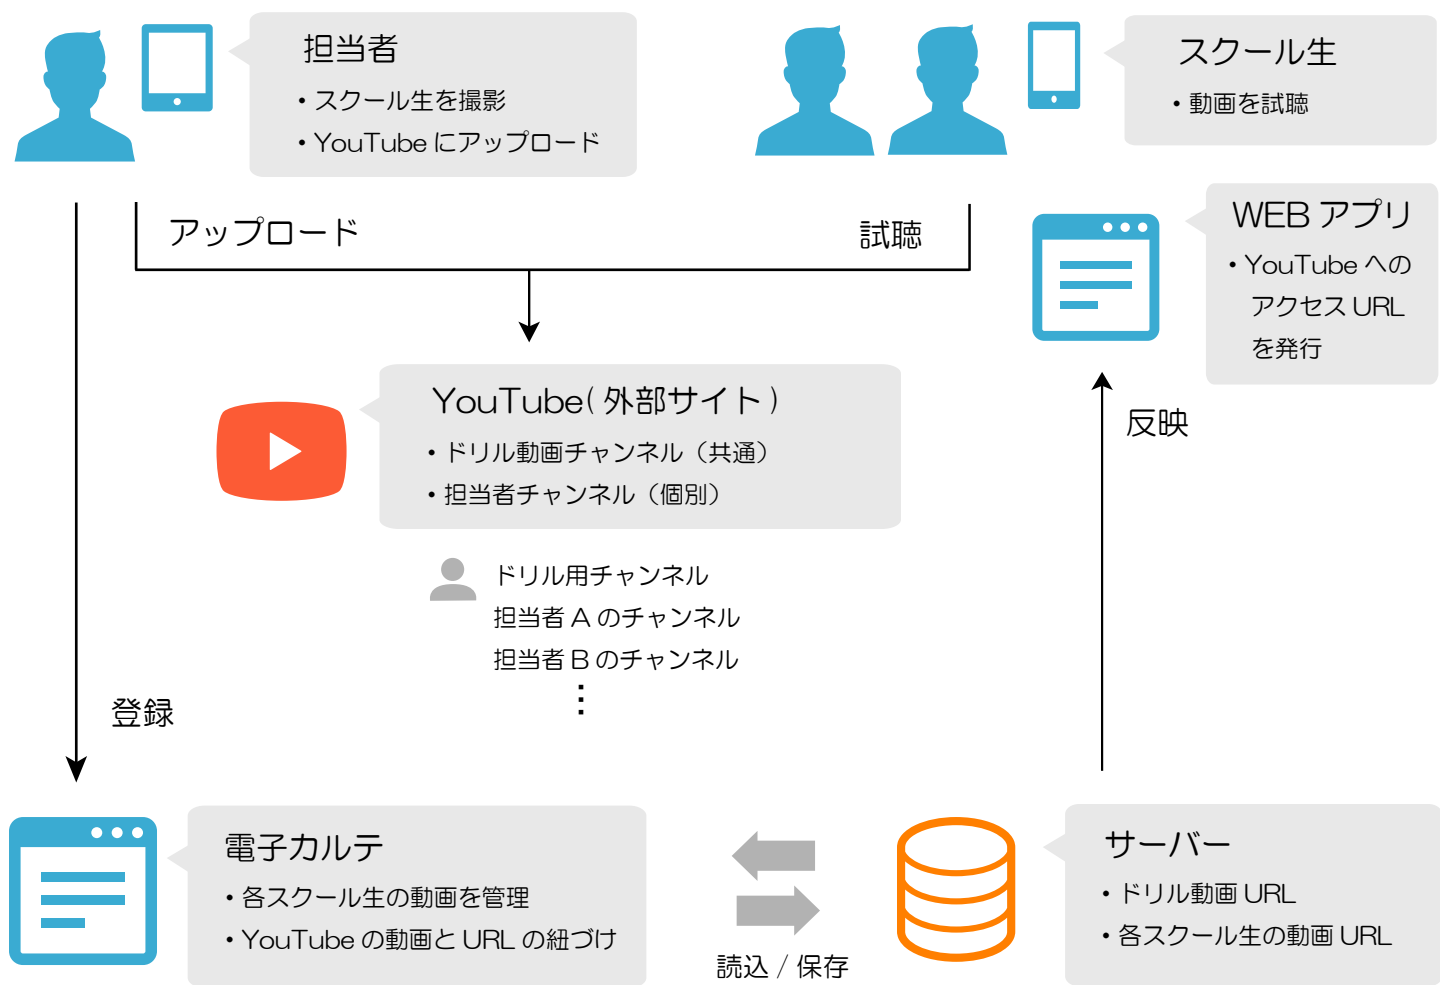 担当者
・スクール生を撮影
・YouTube にアップロード
スクール生
・動画を試聴
アップロード
試聴
WEB アプリ
・YouTube への
アクセス URL
を発行
YouTube( 外部サイト )
・ドリル動画チャンネル（共通）
・担当者チャンネル（個別）
反映
ドリル用チャンネル
担当者 A のチャンネル
担当者 B のチャンネル
⋮
登録
電子カルテ
・各スクール生の動画を管理
・YouTube の動画と URL の紐づけ
読込 / 保存
サーバー
・ドリル動画 URL
・各スクール生の動画 URL